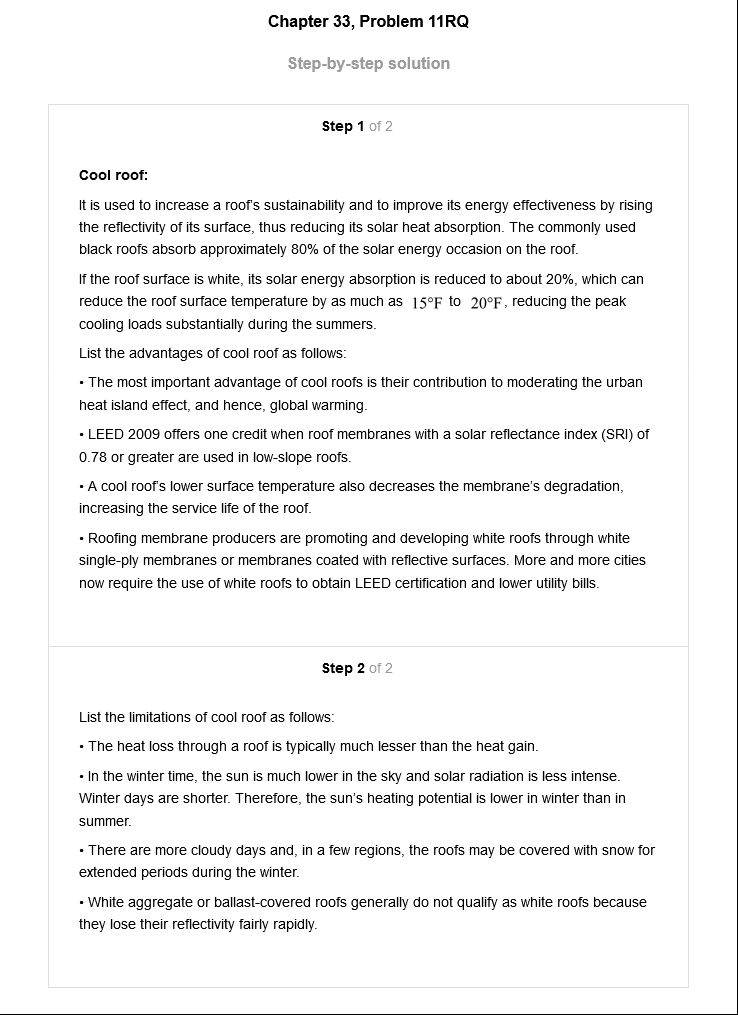 Chapter 33, Problem 11RQ
Step-by-step solution
Step 1 of 2
Cool roof:
It is used to increase a roof's sustainability and to improve its energy effectiveness by rising
the reflectivity of its surface, thus reducing its solar heat absorption. The commonly used
black roofs absorb approximately 80% of the solar energy occasion on the roof.
If the roof surface is white, its solar energy absorption is reduced to about 20%, which can
reduce the roof surface temperature by as much as 15°F to 20°F, reducing the peak
cooling loads substantially during the summers.
List the advantages of cool roof as follows:
• The most important advantage of cool roofs is their contribution to moderating the urban
heat island effect, and hence, global warming.
• LEED 2009 offers one credit when roof membranes with a solar reflectance index (SRI) of
0.78 or greater are used in low-slope roofs.
• A cool roof's lower surface temperature also decreases the membrane's degradation,
increasing the service life of the roof.
• Roofing membrane producers are promoting and developing white roofs through white
single-ply membranes or membranes coated with reflective surfaces. More and more cities
now require the use of white roofs to obtain LEED certification and lower utility bills.
Step 2 of 2
List the limitations of cool roof as follows:
• The heat loss through a roof is typically much lesser than the heat gain.
• In the winter time, the sun is much lower in the sky and solar radiation is less intense.
Winter days are shorter. Therefore, the sun's heating potential is lower in winter than in
summer.
• There are more cloudy days and, in a few regions, the roofs may be covered with snow for
extended periods during the winter.
• White aggregate or ballast-covered roofs generally do not qualify as white roofs because
they lose their reflectivity fairly rapidly.